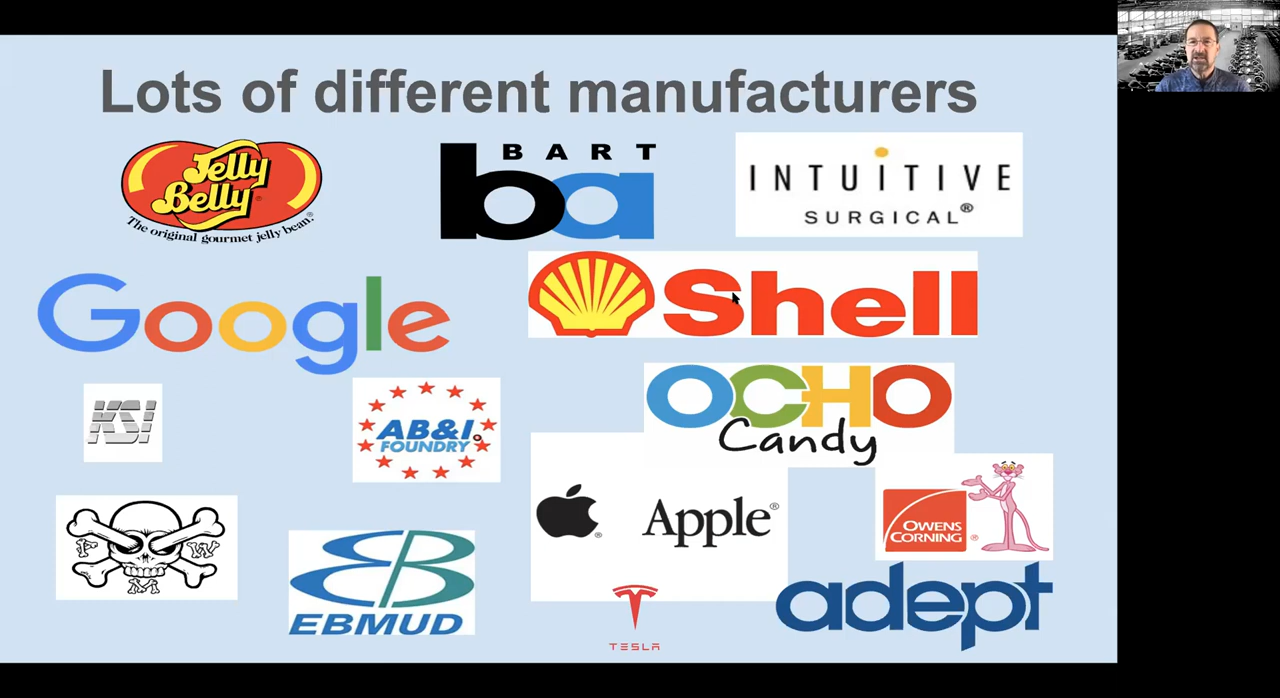 Lots of different manufacturers
Jelly
Belly®
The original gourmet jelly bean.®
BART
ba
INTUITIVE
SURGICAL®
Google
Shell
OCHO
Candy
KSI
AB&I®
FOUNDRY
Apple®
OWENS
CORNING®
F W
M
EBMUD
TESLA
adept